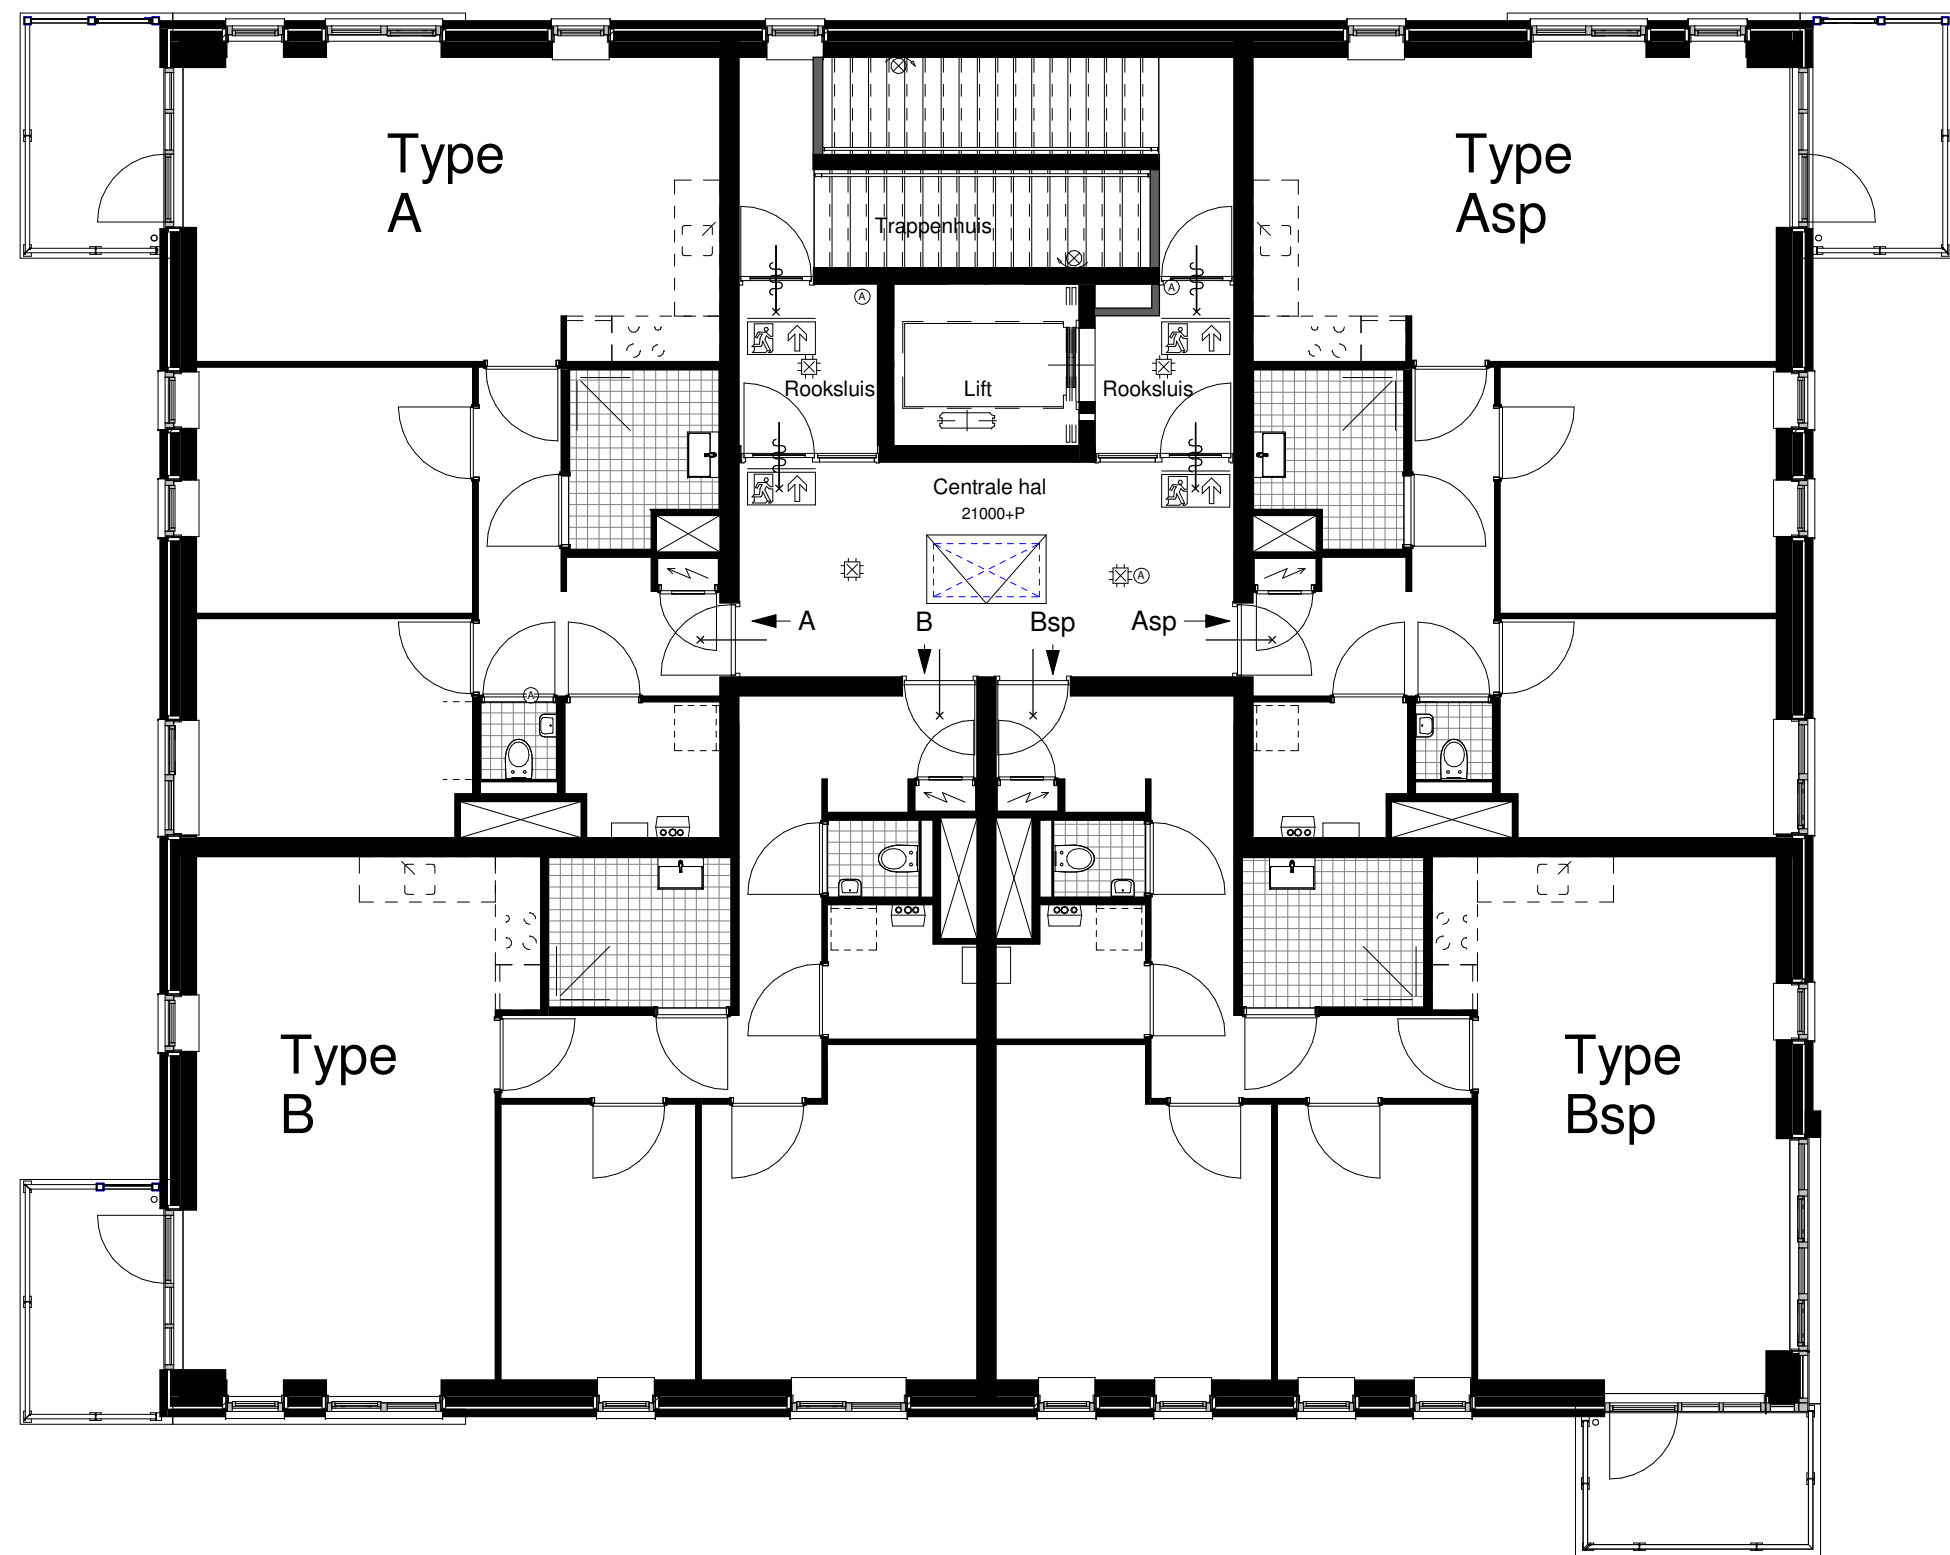 Type
A
Type
Asp
Trappenhuis
A
A
Rooksluis
Lift
Rooksluis
Centrale hal
21000+P
A
A
B
Bsp
Asp
A
Type
B
Type
Bsp